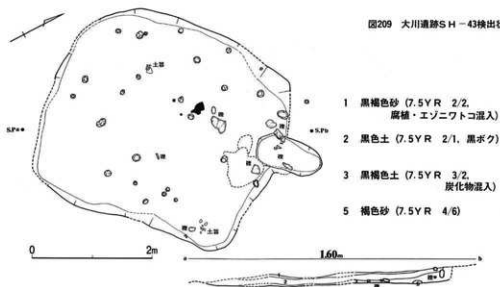 図209 大川遺跡SH-43検出状
1 黒褐色砂 (7.5YR 2/2,
腐植・エゾニワトコ混入)
2 黒色土 (7.5YR 2/1, 黒ボク)
3 黒褐色土 (7.5YR 3/2,
炭化物混入)
5 褐色砂 (7.5YR 4/6)
土器
S.Pa
S.Pb
礫
礫
土器
0 2m
a 1.60m b